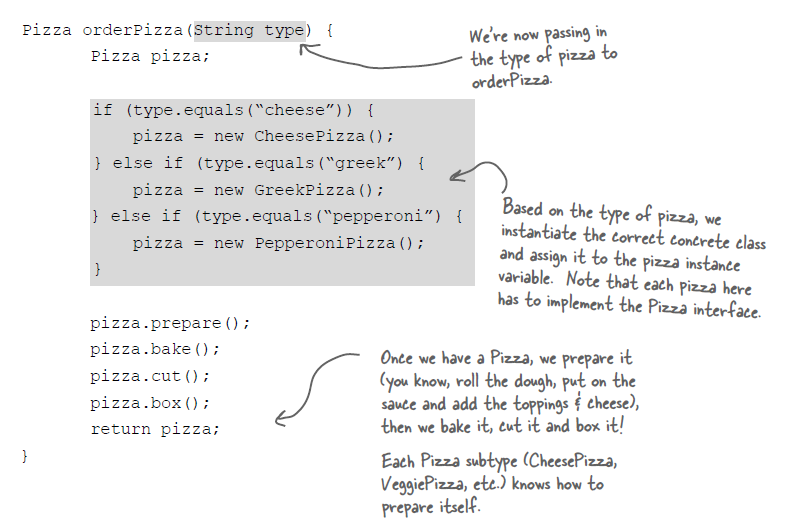 Pizza orderPizza(String type) {
Pizza pizza;
We're now passing in
the type of pizza to
orderPizza.
if (type.equals(“cheese”)) {
pizza = new CheesePizza();
} else if (type.equals(“greek”) {
pizza = new GreekPizza();
} else if (type.equals(“pepperoni”) {
pizza = new PepperoniPizza();
}
Based on the type of pizza, we
instantiate the correct concrete class
and assign it to the pizza instance
variable. Note that each pizza here
has to implement the Pizza interface.
pizza.prepare();
pizza.bake();
pizza.cut();
pizza.box();
return pizza;
}
Once we have a Pizza, we prepare it
(you know, roll the dough, put on the
sauce and add the toppings & cheese),
then we bake it, cut it and box it!
Each Pizza subtype (CheesePizza,
VeggiePizza, etc.) knows how to
prepare itself.